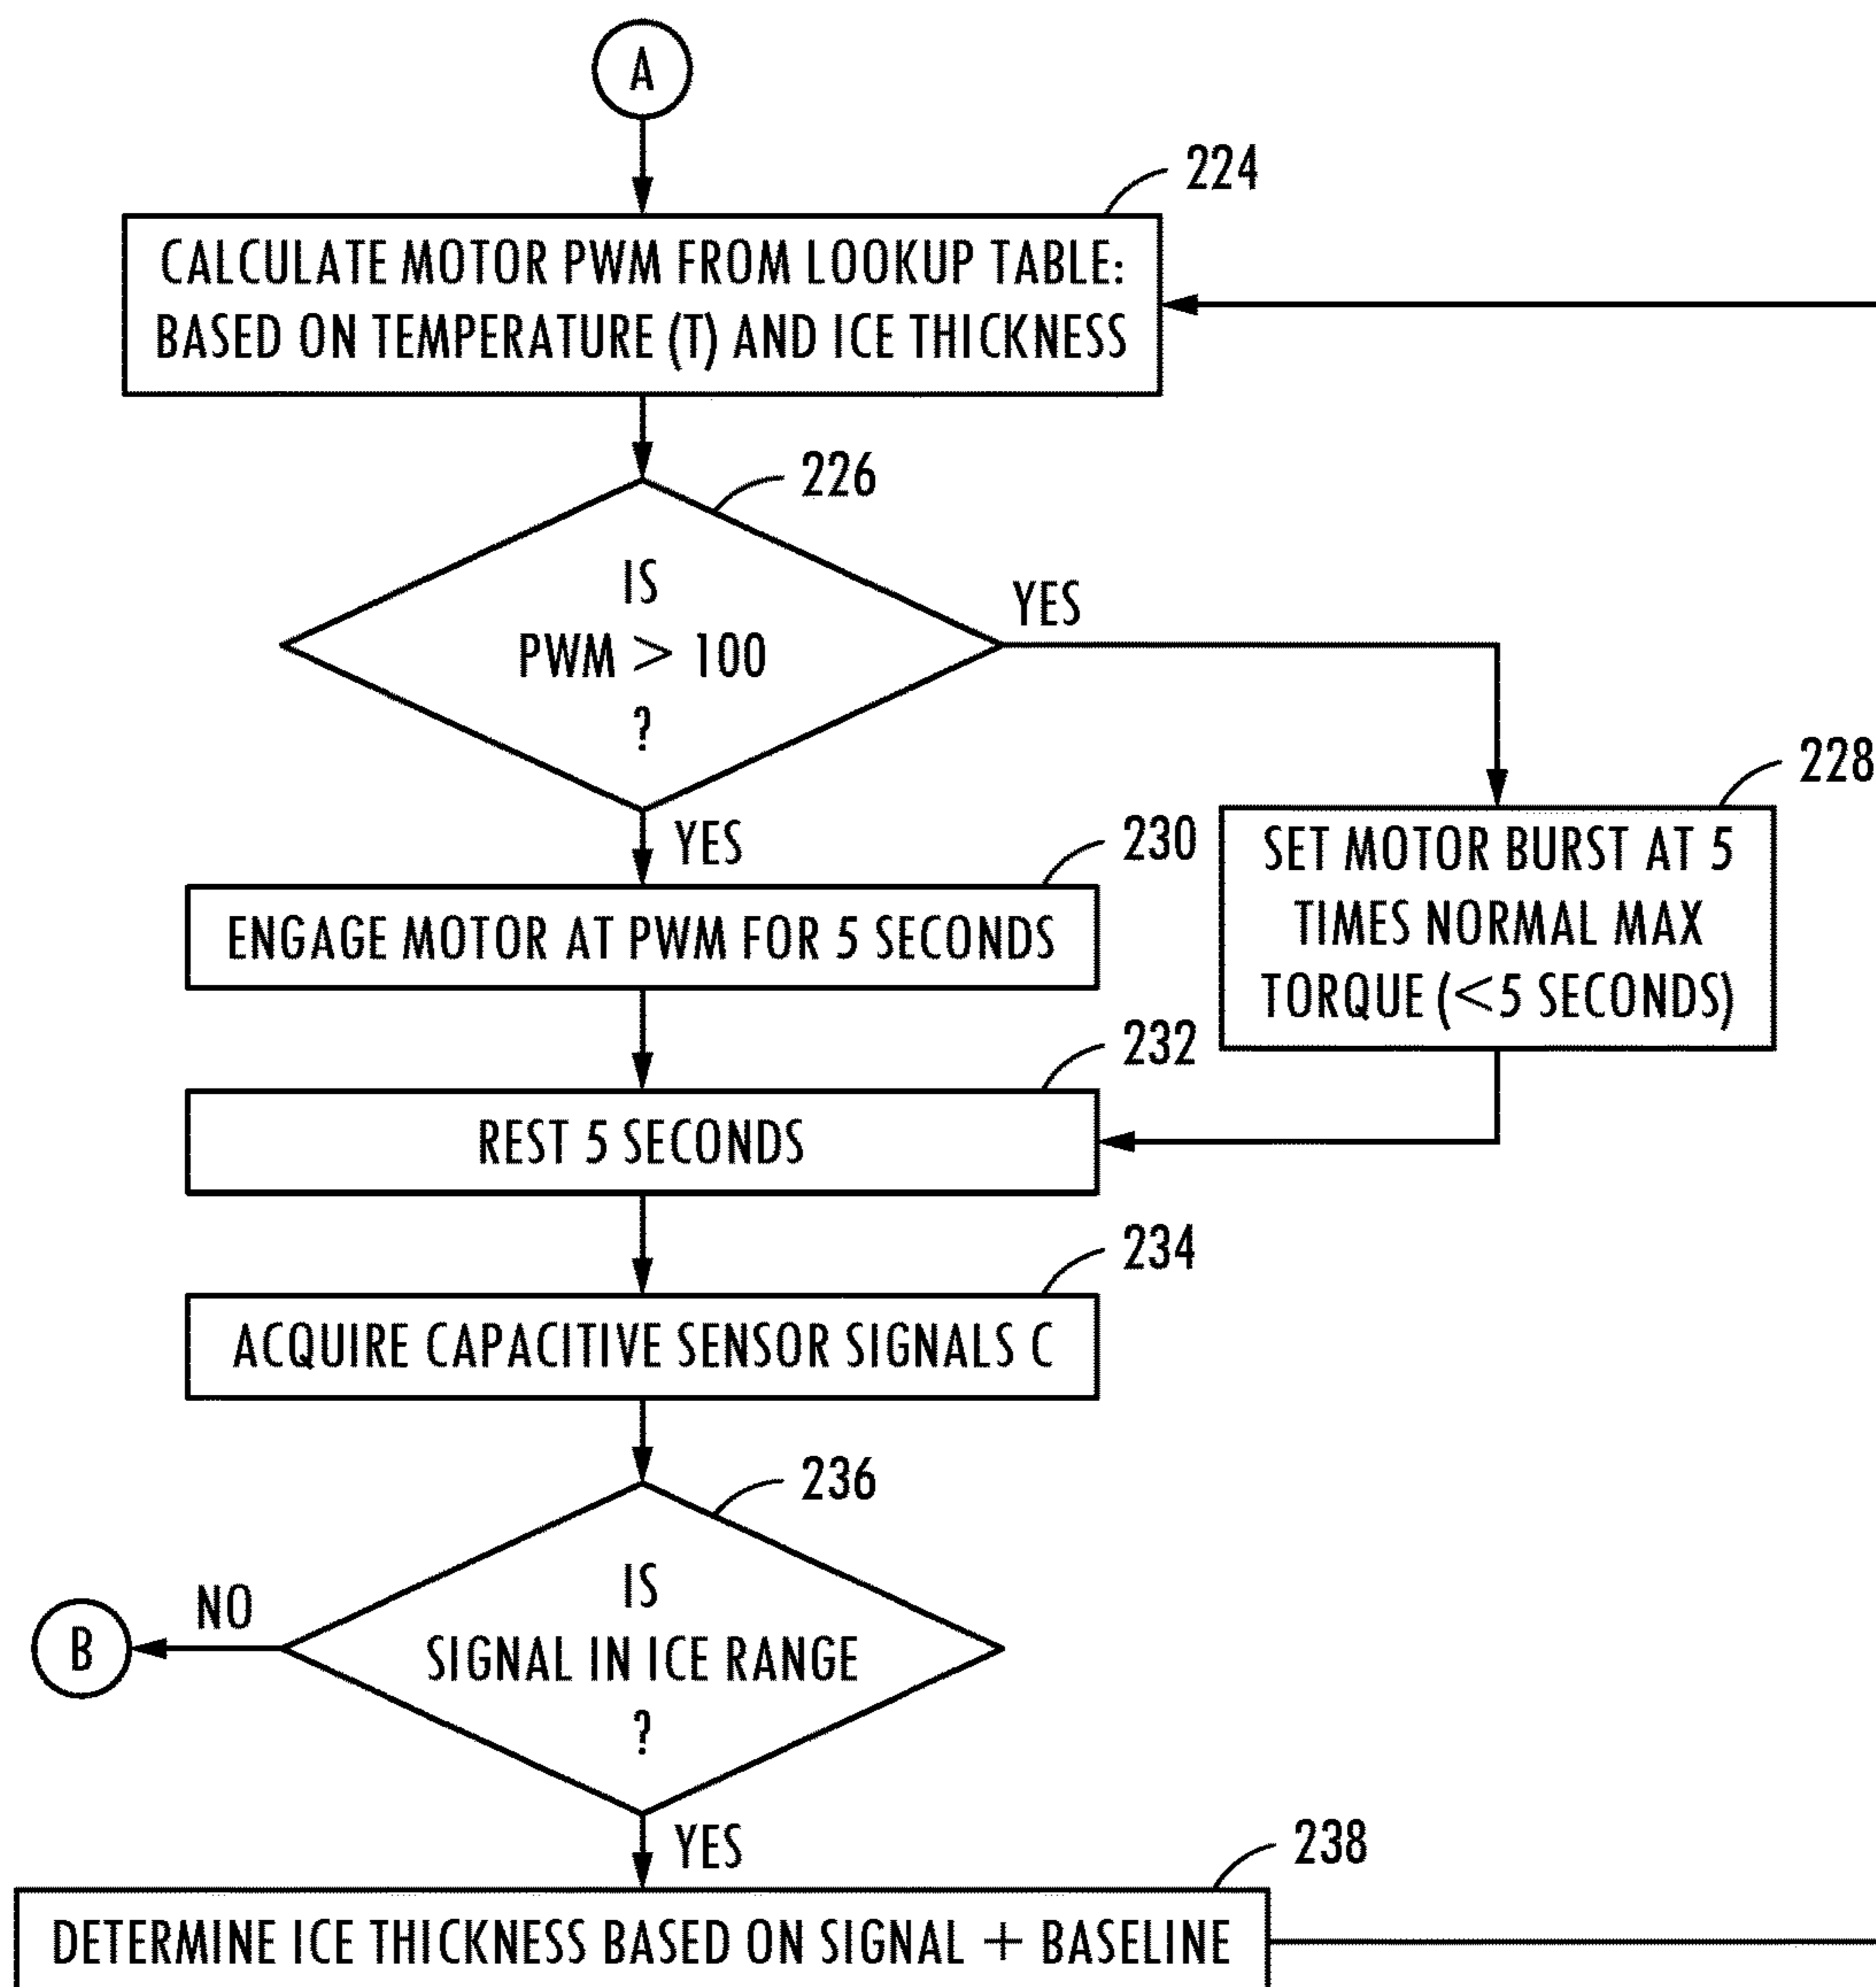 A
224
CALCULATE MOTOR PWM FROM LOOKUP TABLE:
BASED ON TEMPERATURE (T) AND ICE THICKNESS
226
IS
PWM > 100
?
YES
228
SET MOTOR BURST AT 5
TIMES NORMAL MAX
TORQUE (<5 SECONDS)
YES
230
ENGAGE MOTOR AT PWM FOR 5 SECONDS
232
REST 5 SECONDS
234
ACQUIRE CAPACITIVE SENSOR SIGNALS C
236
IS
SIGNAL IN ICE RANGE
?
NO
B
YES
238
DETERMINE ICE THICKNESS BASED ON SIGNAL + BASELINE